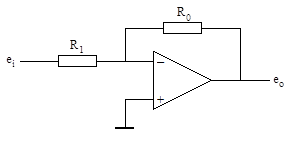 R₀
R₁
eᵢ
−
+
eₒ